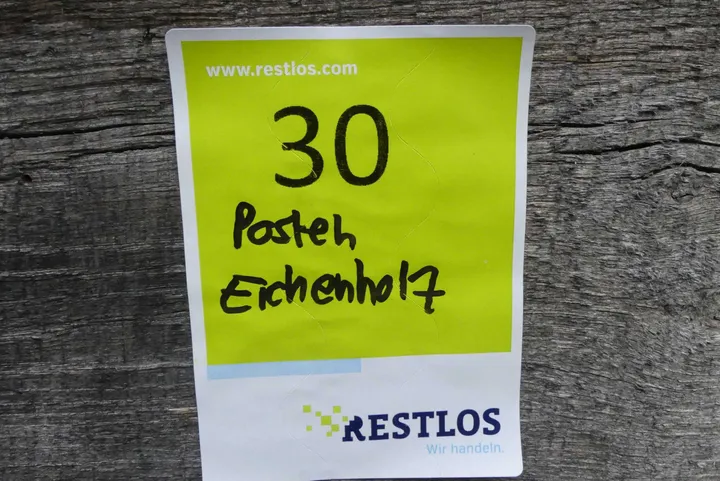 www.restlos.com
30
Posten
Eichenholz
RESTLOS
Wir handeln.